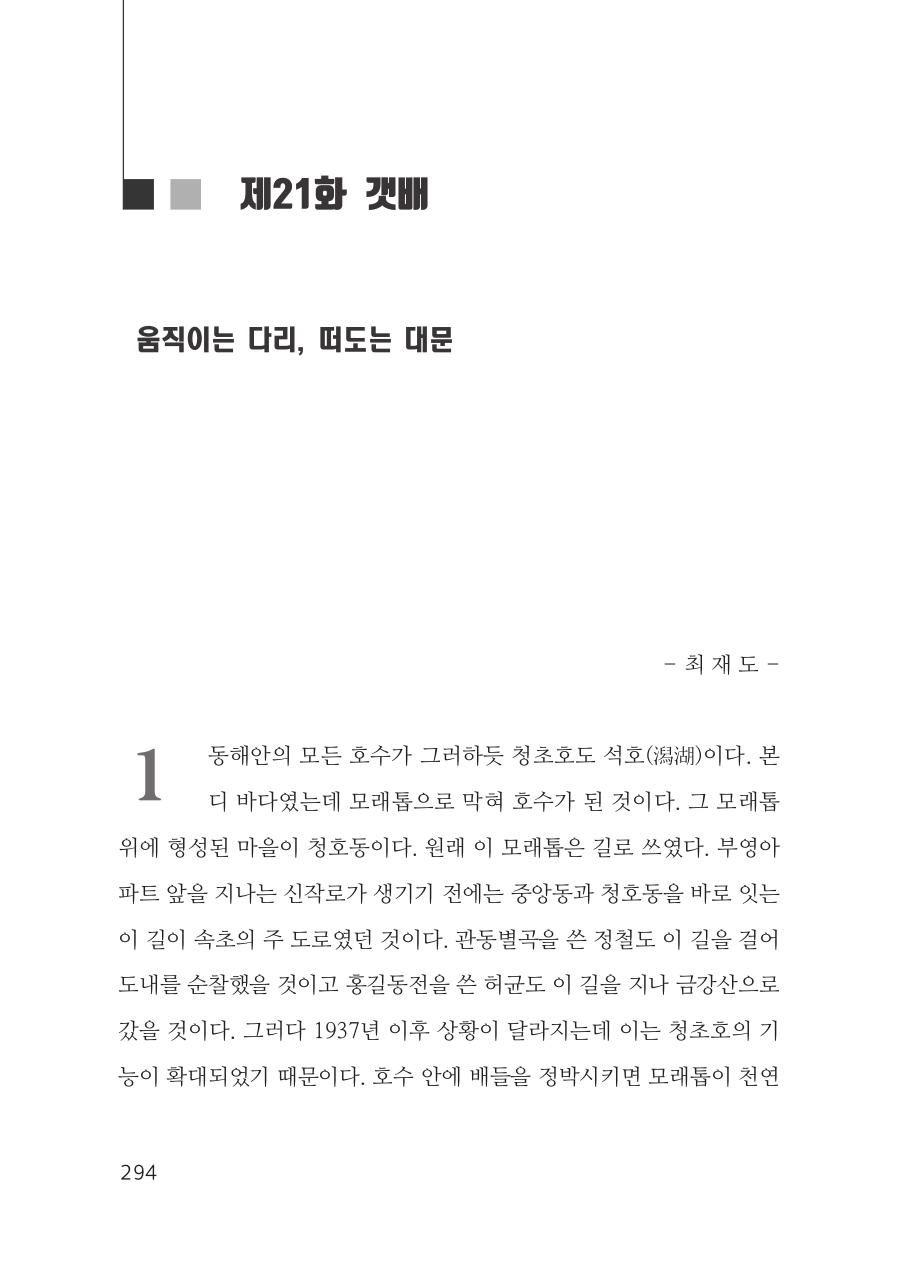 제21화 갯배
움직이는 다리, 떠도는 대문
- 최 재 도 -
1
동해안의 모든 호수가 그러하듯 청초호도 석호(潟湖)이다. 본
디 바다였는데 모래톱으로 막혀 호수가 된 것이다. 그 모래톱
위에 형성된 마을이 청호동이다. 원래 이 모래톱은 길로 쓰였다. 부영아
파트 앞을 지나는 신작로가 생기기 전에는 중앙동과 청호동을 바로 잇는
이 길이 속초의 주 도로였던 것이다. 관동별곡을 쓴 정철도 이 길을 걸어
도내를 순찰했을 것이고 홍길동전을 쓴 허균도 이 길을 지나 금강산으로
갔을 것이다. 그러다 1937년 이후 상황이 달라지는데 이는 청초호의 기
능이 확대되었기 때문이다. 호수 안에 배들을 정박시키면 모래톱이 천연
294